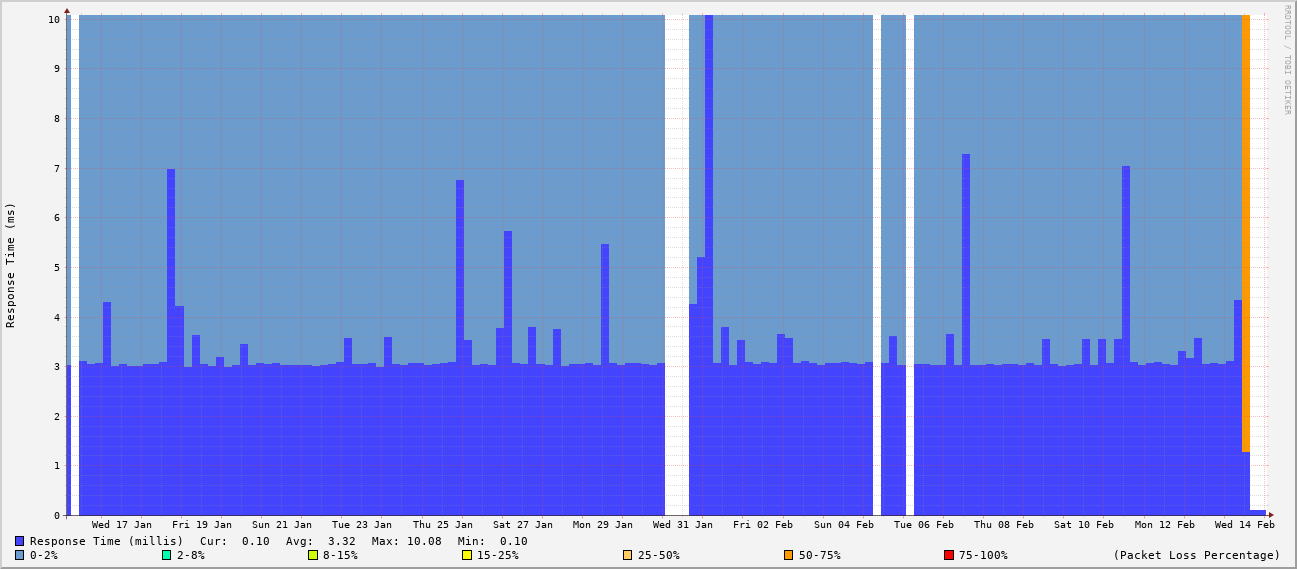 RRDTOOL / TOBI OETIKER
Response Time (ms)
10
9
8
7
6
5
4
3
2
1
0
Wed 17 Jan Fri 19 Jan Sun 21 Jan Tue 23 Jan Thu 25 Jan Sat 27 Jan Mon 29 Jan Wed 31 Jan Fri 02 Feb Sun 04 Feb Tue 06 Feb Thu 08 Feb Sat 10 Feb Mon 12 Feb Wed 14 Feb
Response Time (millis) Cur: 0.10 Avg: 3.32 Max: 10.08 Min: 0.10
0-2% 2-8% 8-15% 15-25% 25-50% 50-75% 75-100% (Packet Loss Percentage)